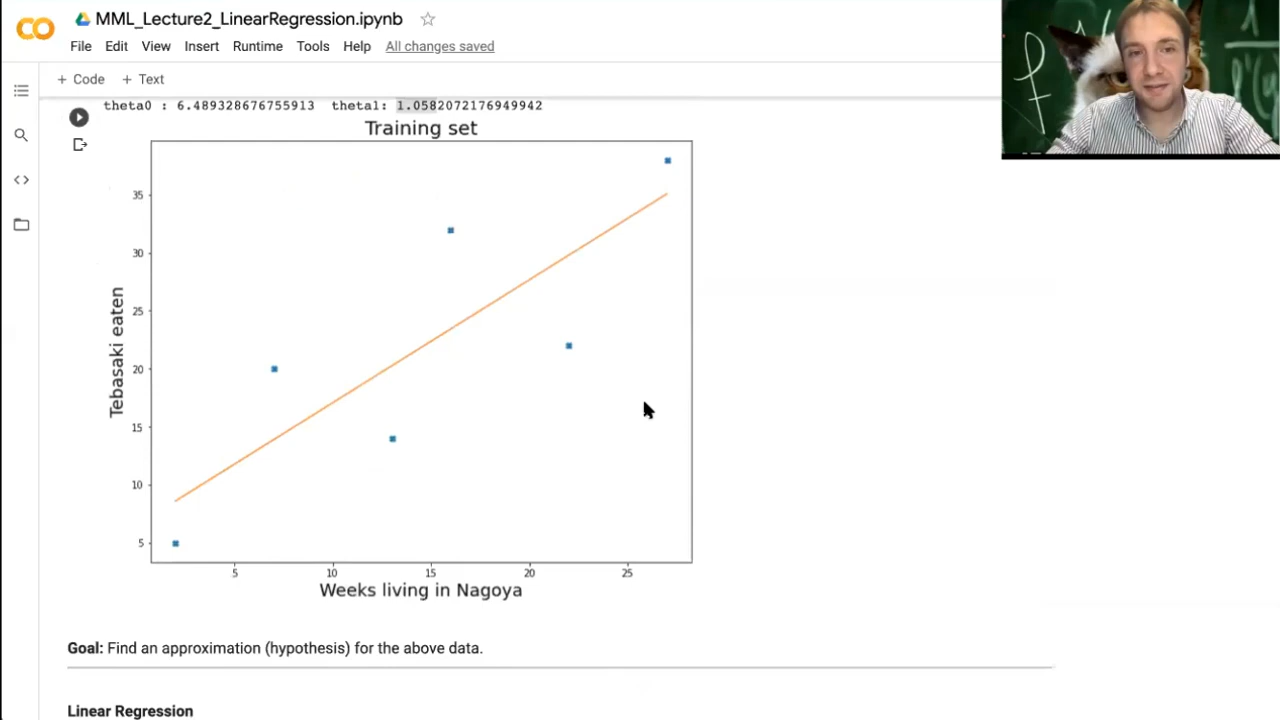 MML_Lecture2_LinearRegression.ipynb
File Edit View Insert Runtime Tools Help All changes saved
+ Code + Text
theta0 : 6.489328676755913 theta1: 1.0582072176949942
Training set
35
30
25
20
15
10
5
Tebasaki eaten
5 10 15 20 25
Weeks living in Nagoya
Goal: Find an approximation (hypothesis) for the above data.
Linear Regression